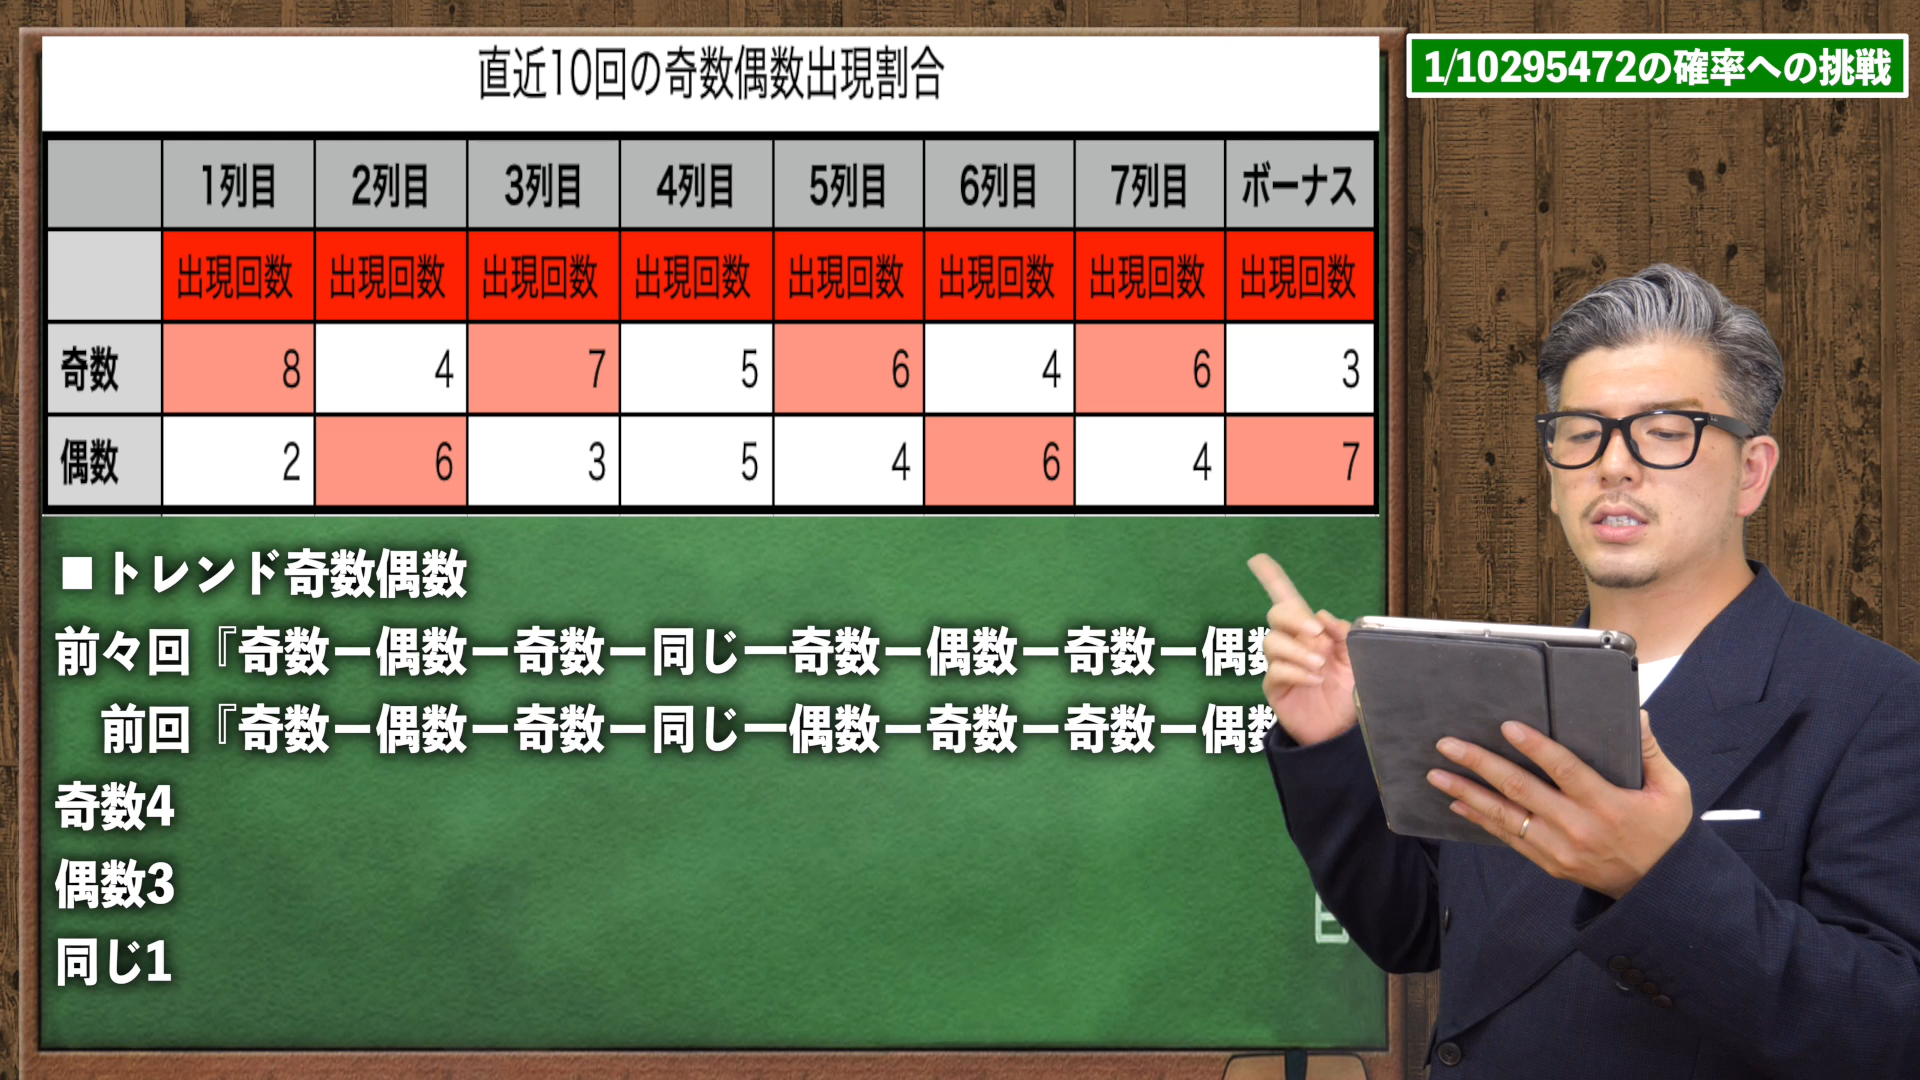 直近10回の奇数偶数出現割合
1/10295472の確率への挑戦
1列目 2列目 3列目 4列目 5列目 6列目 7列目 ボーナス
出現回数 出現回数 出現回数 出現回数 出現回数 出現回数 出現回数 出現回数
奇数 8 4 7 5 6 4 6 3
偶数 2 6 3 5 4 6 4 7
■トレンド奇数偶数
前々回『奇数ー偶数ー奇数ー同じー奇数ー偶数ー奇数ー偶数
前回『奇数ー偶数ー奇数ー同じー偶数ー奇数ー奇数ー偶数
奇数4
偶数3
同じ1